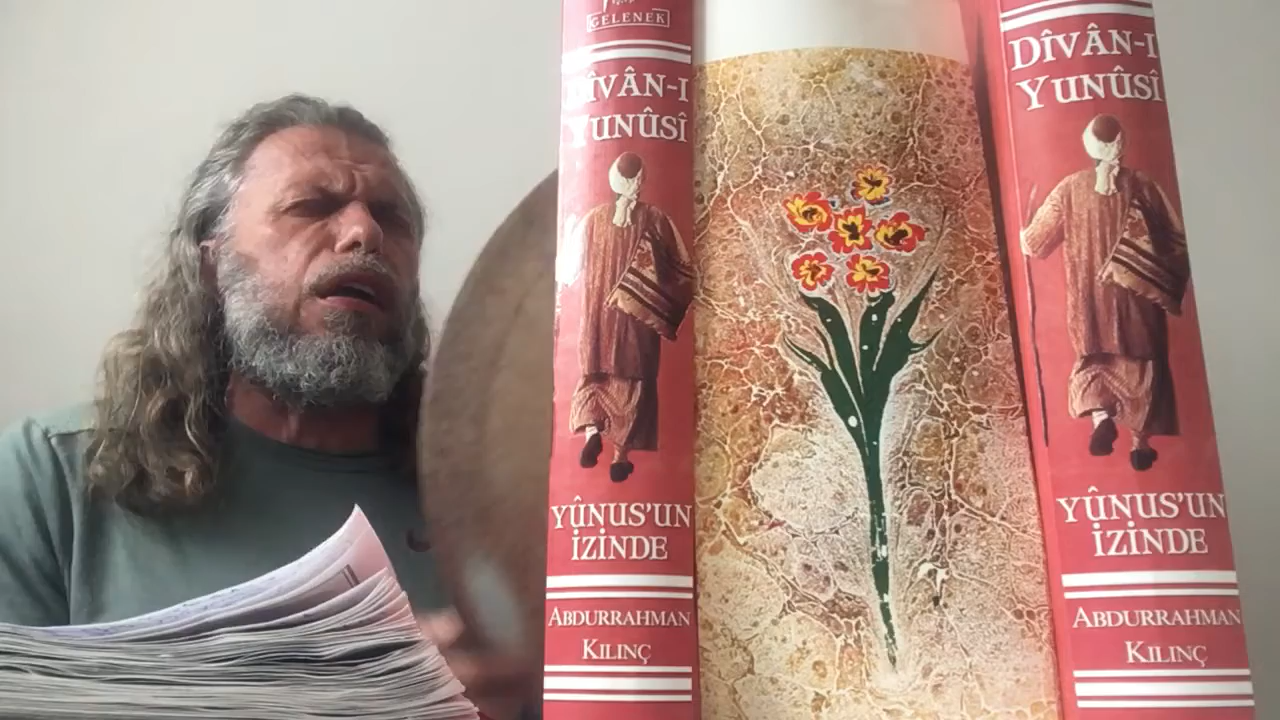 GELENEK
DÎVÂN-I
YUNÛSÎ
YÛNUS'UN
İZİNDE
ABDURRAHMAN
KILINÇ
DÎVÂN-I
YUNÛSÎ
YÛNUS'UN
İZİNDE
ABDURRAHMAN
KILINÇ